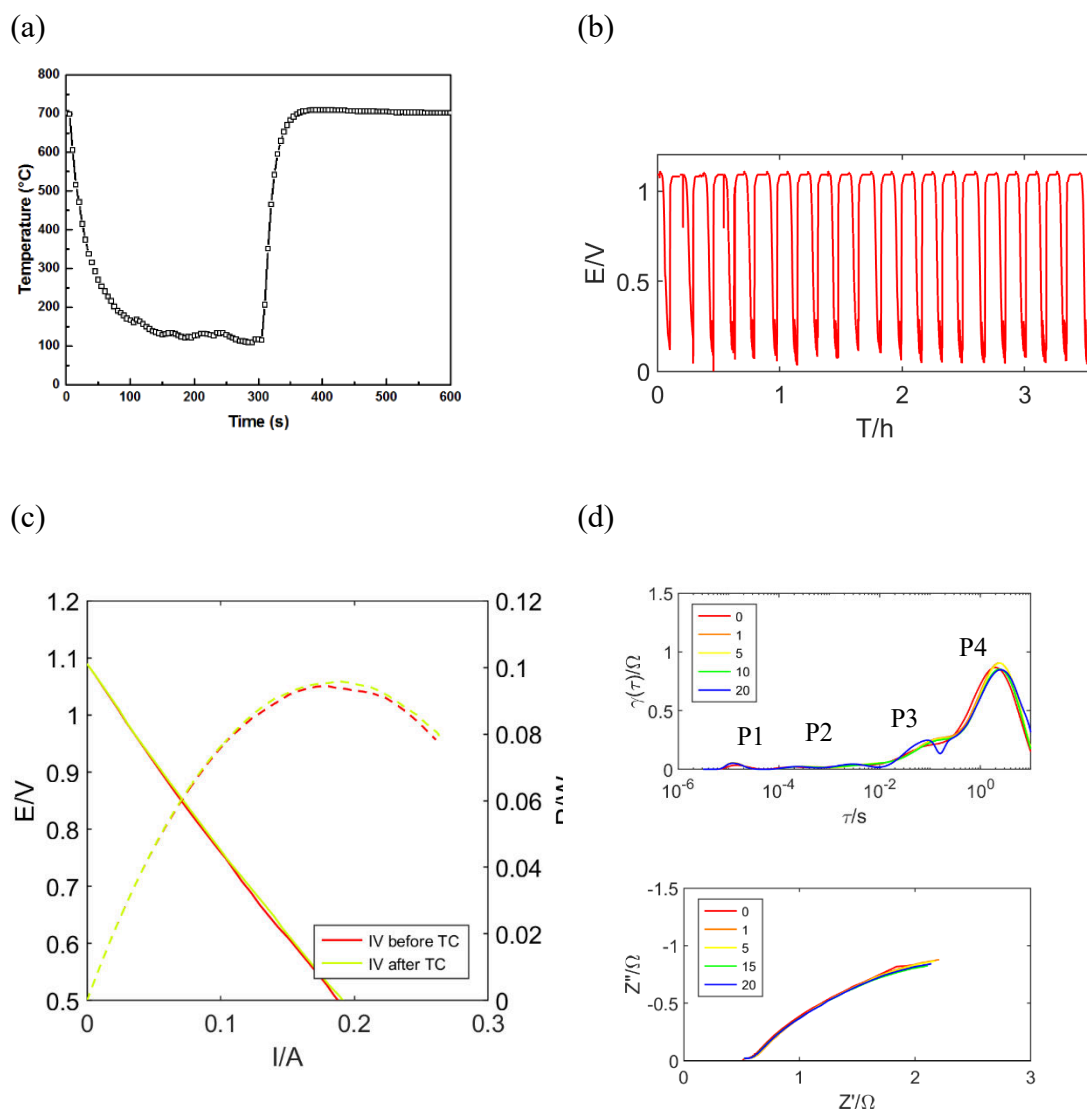 (a)
(b)
800
700
600
500
400
300
200
100
0
Temperature (°C)
0 100 200 300 400 500 600
Time (s)
1
0.5
0
E/V
0 1 2 3
T/h
(c)
(d)
1.2
1.1
1
0.9
0.8
0.7
0.6
0.5
E/V
0.12
0.1
0.08
0.06
0.04
0.02
0
IV before TC
IV after TC
0 0.1 0.2 0.3
I/A
1.5
1
0.5
0
γ(τ)/Ω
0
1
5
10
20
P1 P2 P3 P4
10⁻⁶ 10⁻⁴ 10⁻² 10⁰
τ/s
-1.5
-1
-0.5
0
Z''/Ω
0
1
5
15
20
0 1 2 3
Z'/Ω